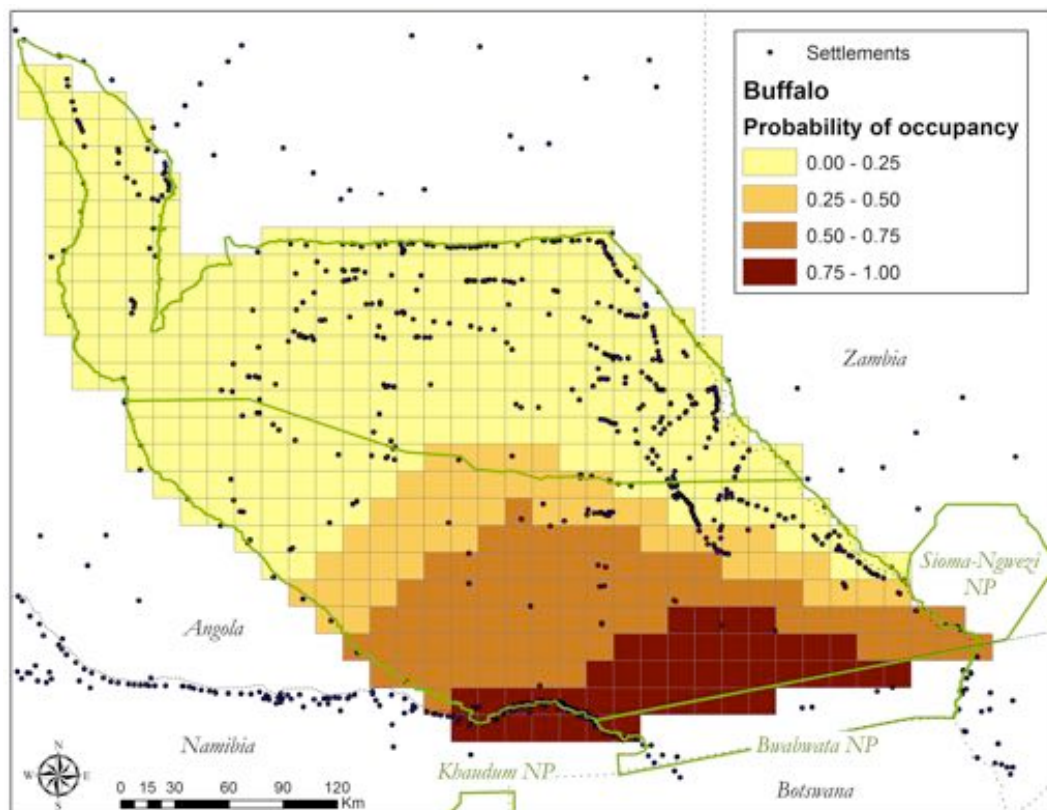 Settlements
Buffalo
Probability of occupancy
0.00 - 0.25
0.25 - 0.50
0.50 - 0.75
0.75 - 1.00
Zambia
Sioma-Ngwezi
NP
Angola
Namibia
Khaudum NP
Bwabwata NP
Botswana
N
W
E
S
0 15 30 60 90 120
Km